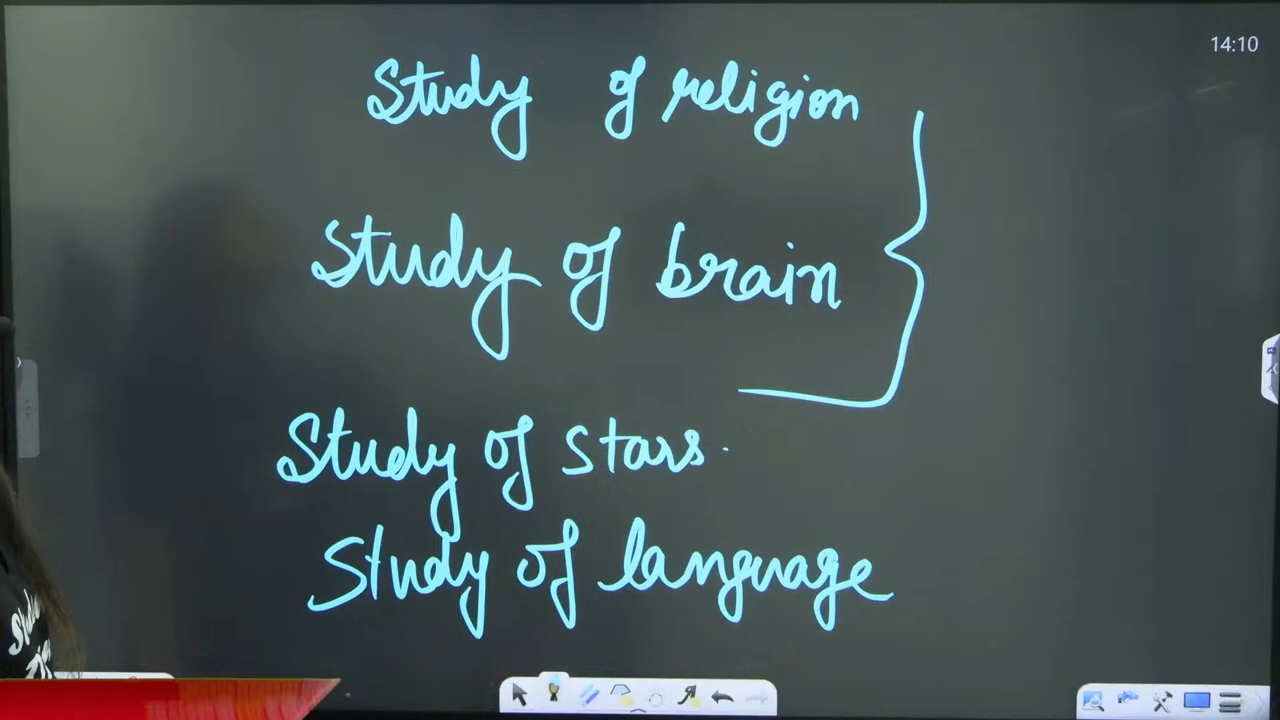 14:10
Study of religion
Study of brain
Study of stars.
Study of language